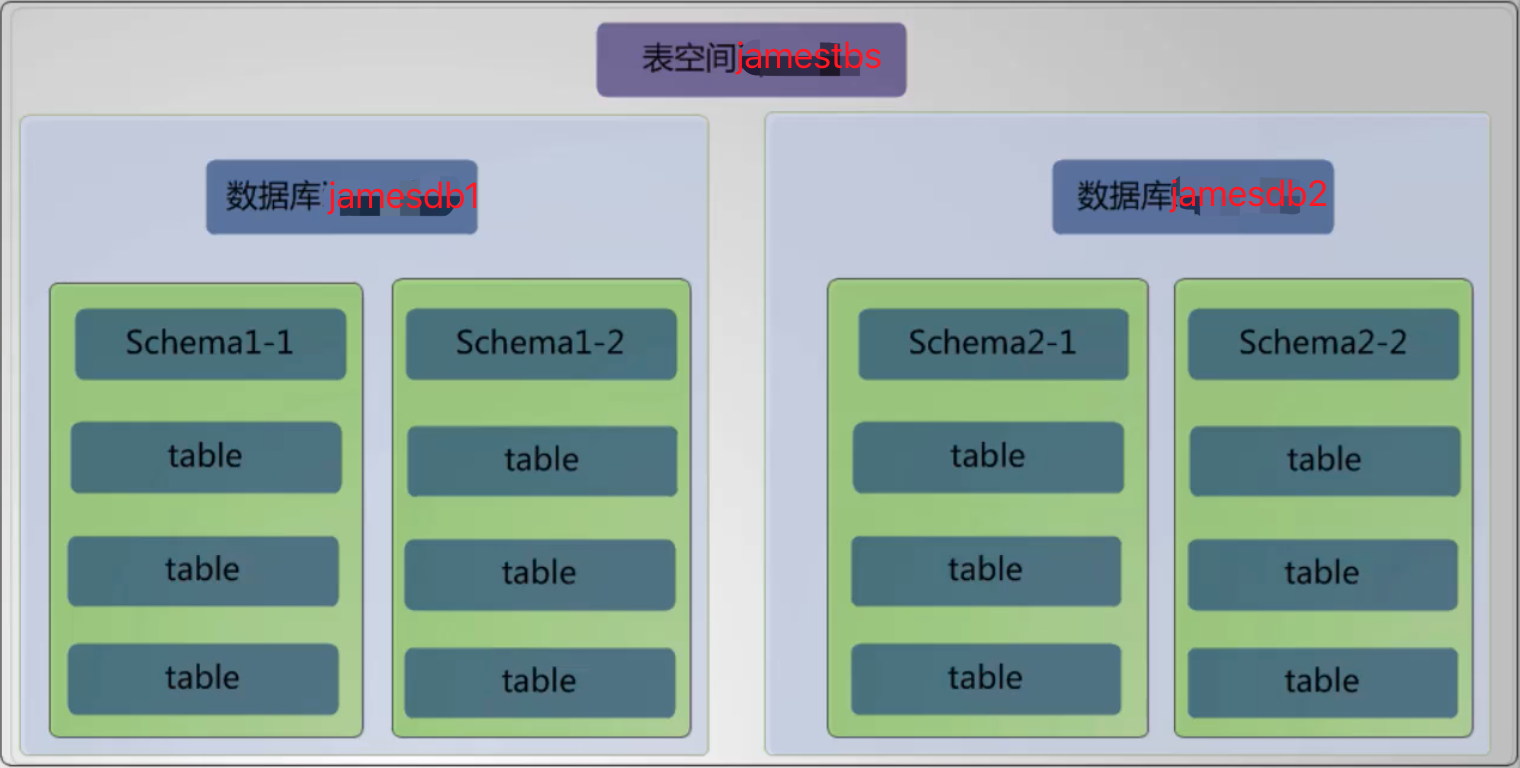 表空间jamestbs
数据库jamesdb1
数据库jamesdb2
Schema1-1
Schema1-2
Schema2-1
Schema2-2
table
table
table
table
table
table
table
table
table
table
table
table